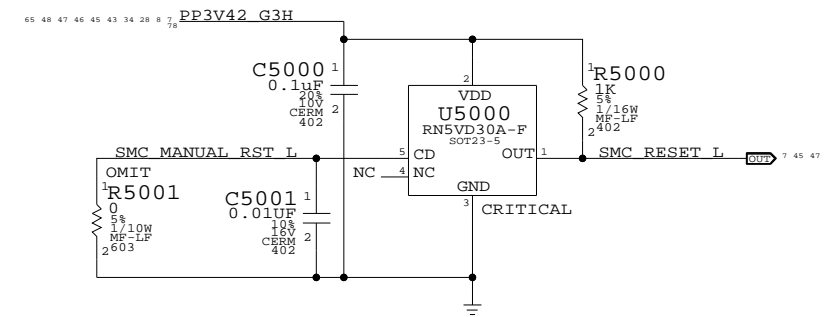 65 48 47 46 45 43 34 28 8 7
78
PP3V42_G3H
C5000
0.1uF
20%
10V
CERM
402
1
2
2
VDD
U5000
RN5VD30A-F
SOT23-5
5
CD
4
NC
NC
OUT
1
GND
3
CRITICAL
1
R5000
1K
5%
1/16W
MF-LF
402
2
SMC_RESET_L
OUT
7 45 47
SMC_MANUAL_RST_L
OMIT
1
R5001
0
5%
1/10W
MF-LF
603
2
C5001
0.01UF
10%
16V
CERM
402
1
2